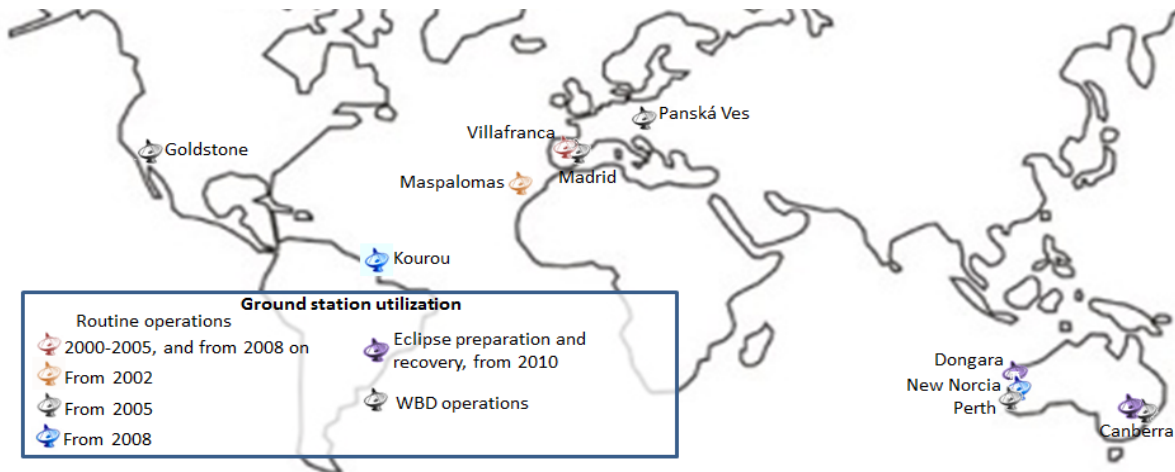 Panská Ves
Villafranca
Goldstone
Madrid
Maspalomas
Kourou
Ground station utilization
Routine operations
2000-2005, and from 2008 on
From 2002
From 2005
From 2008
Eclipse preparation and
recovery, from 2010
WBD operations
Dongara
New Norcia
Perth
Canberra